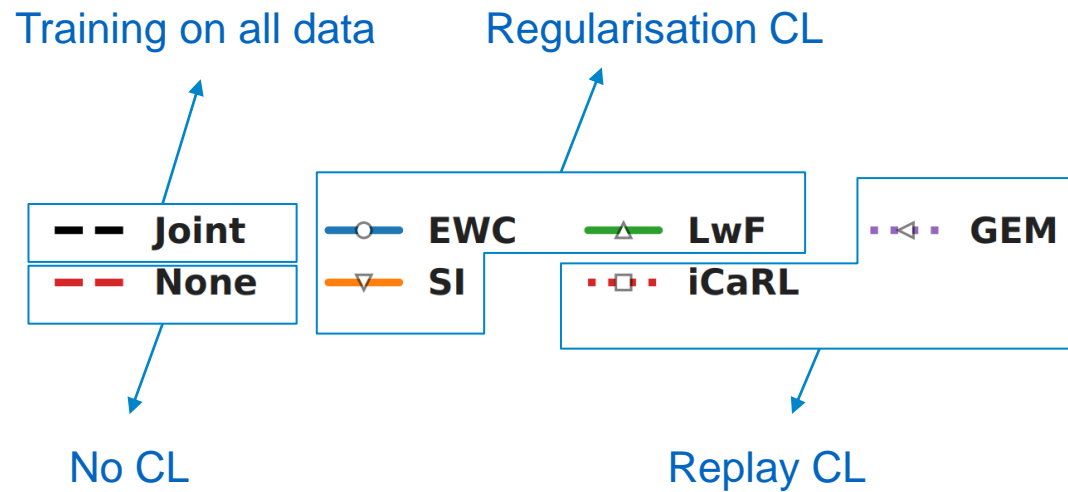 Training on all data
Regularisation CL
Joint
EWC
LwF
GEM
None
SI
iCaRL
No CL
Replay CL